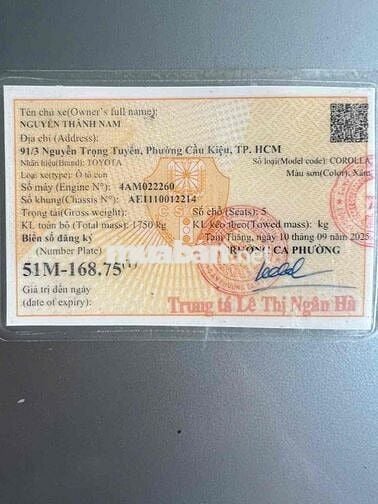 Tên chủ xe(Owner's full name):
NGUYỄN THÀNH NAM
Địa chỉ (Address):
91/3 Nguyễn Trọng Tuyển, Phường Cầu Kiệu, TP. HCM
Nhãn hiệu(Brand): TOYOTA Số loại(Model code): COROLLA
Loại xe(type): Ô tô con Màu sơn(Color): Xám
Số máy (Engine N°): 4AM022260
Số khung(Chassis N°): AE1110012214
Trọng tải(Gross weight): Số chỗ (Seats): 5
KL toàn bộ (Total mass): 1750 kg KL kéo theo(Towed mass): kg
Biển số đăng ký ngày 10 tháng 09 năm 2025
(Number Plate) TRƯỞNG CA PHƯỜNG
51M-168.75
Giá trị đến ngày
(date of expiry):
Trung tá Lê Thị Ngân Hà
muaban.net